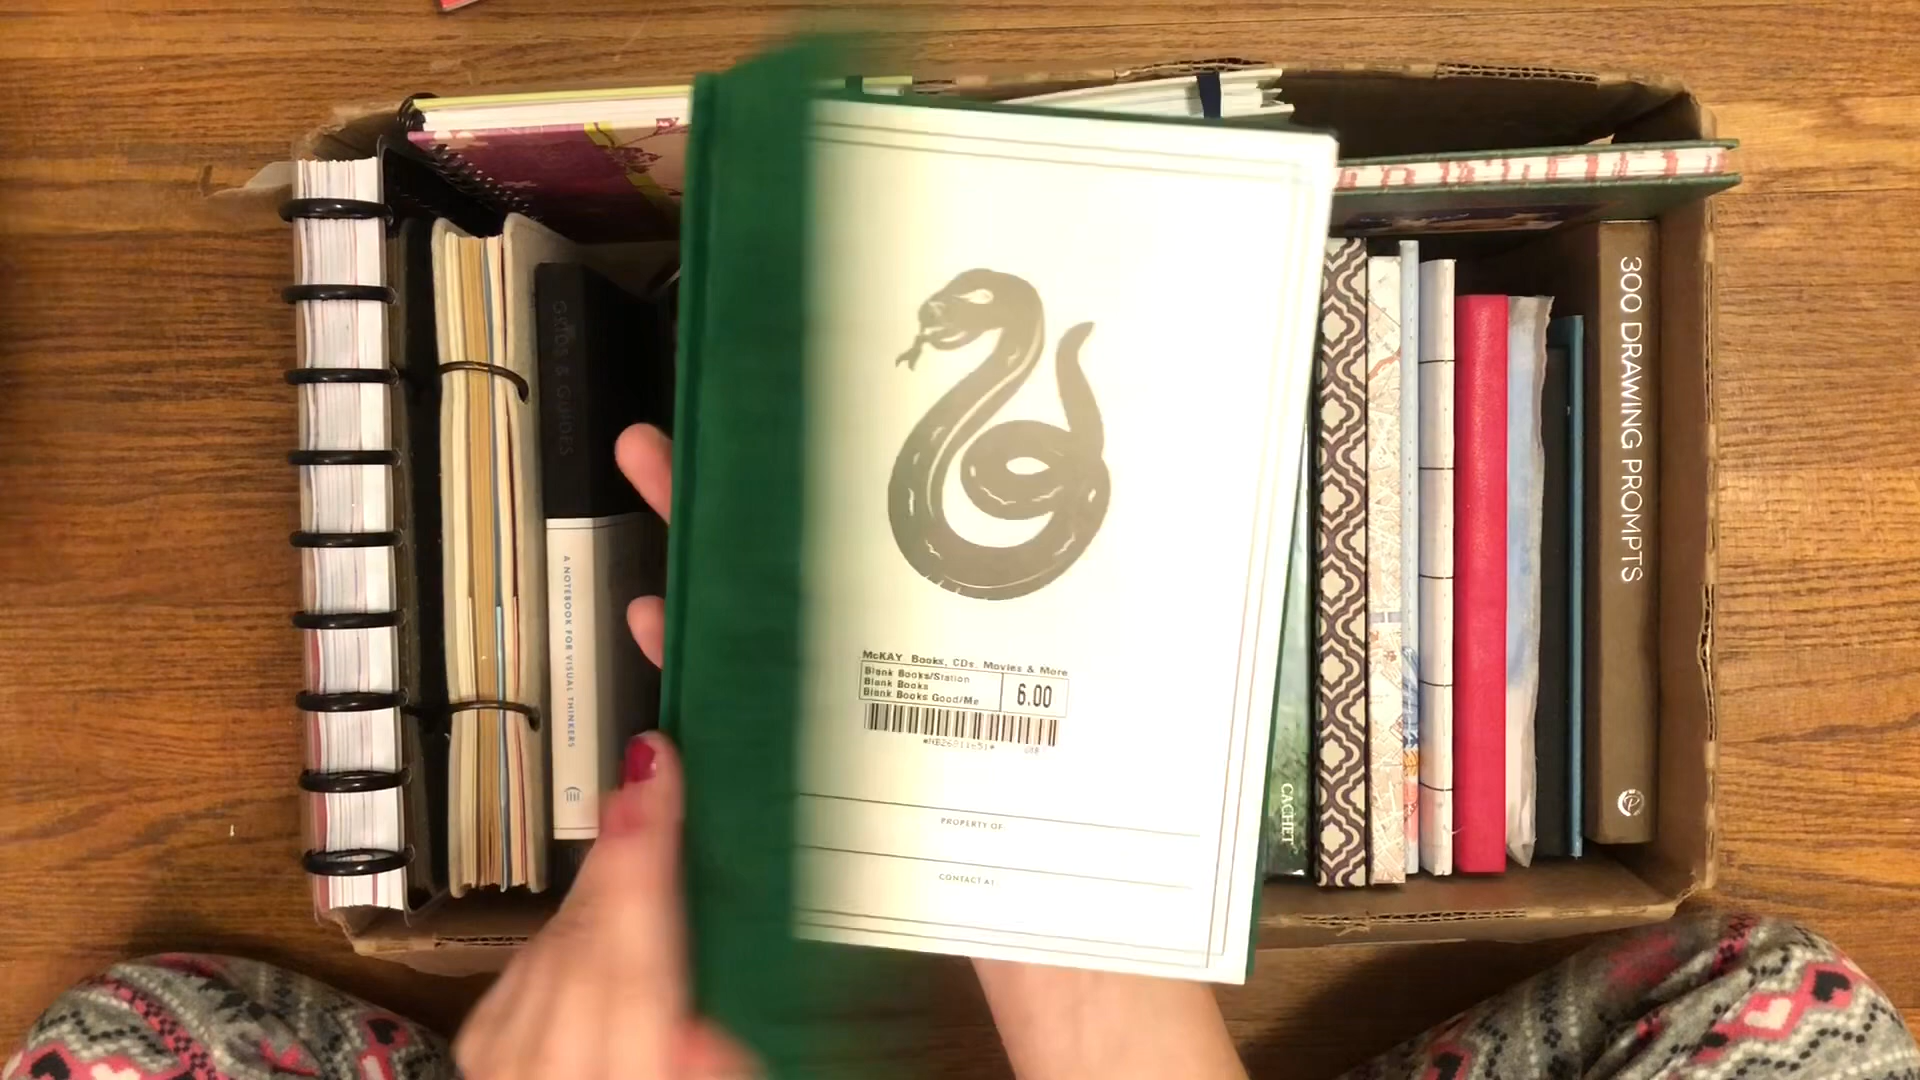 GRIDS & GUIDES
A NOTEBOOK FOR VISUAL THINKERS
McKAY Books, CDs, Movies & More
Blank Books/Station
Blank Books
Blank Books Good/Me
6.00
PROPERTY OF:
CONTACT AT:
CACHET
300 DRAWING PROMPTS